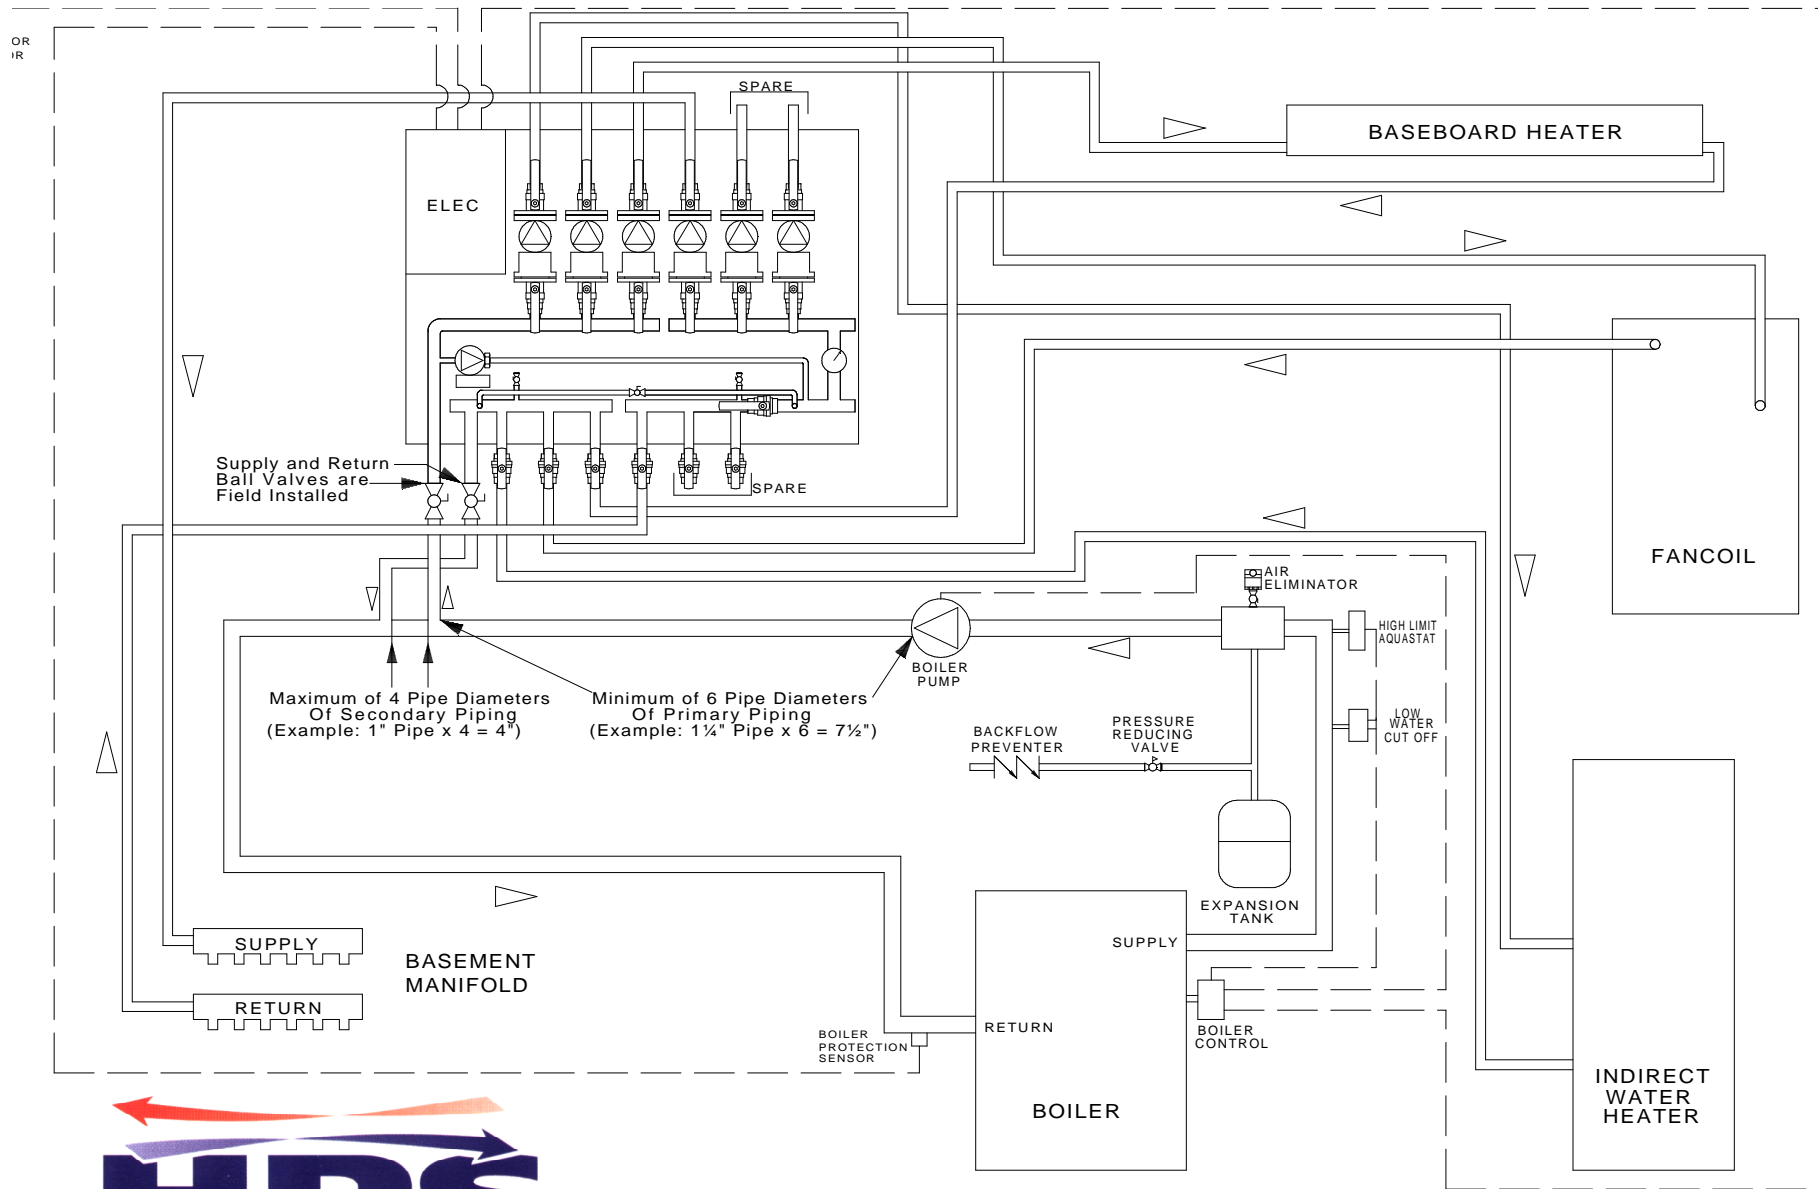 OR
OR
SPARE
BASEBOARD HEATER
ELEC
Supply and Return
Ball Valves are
Field Installed
SPARE
FANCOIL
AIR
ELIMINATOR
HIGH LIMIT
AQUASTAT
BOILER
PUMP
Maximum of 4 Pipe Diameters
Of Secondary Piping
(Example: 1" Pipe x 4 = 4")
Minimum of 6 Pipe Diameters
Of Primary Piping
(Example: 1¼" Pipe x 6 = 7½")
LOW
WATER
CUT OFF
BACKFLOW
PREVENTER
PRESSURE
REDUCING
VALVE
EXPANSION
TANK
SUPPLY
SUPPLY
BASEMENT
MANIFOLD
RETURN
RETURN
BOILER
PROTECTION
SENSOR
BOILER
CONTROL
BOILER
INDIRECT
WATER
HEATER